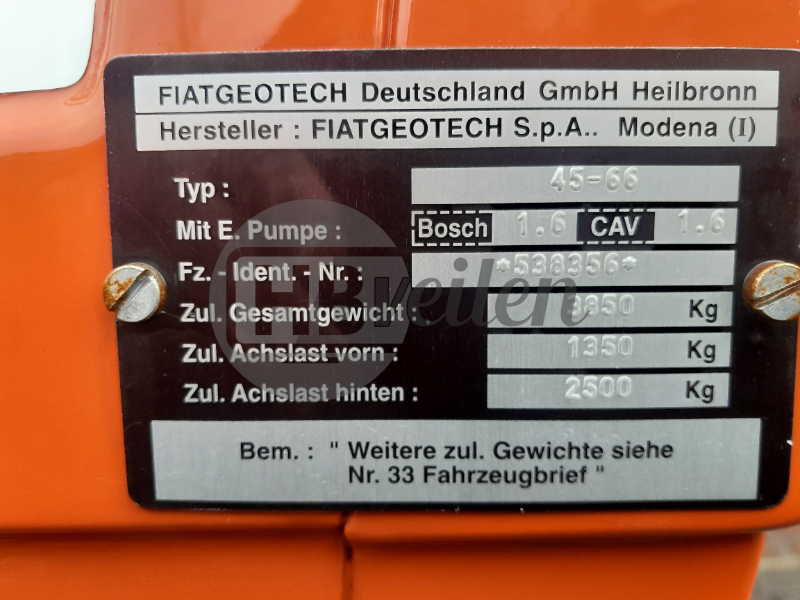 FIATGEOTECH Deutschland GmbH Heilbronn
Hersteller : FIATGEOTECH S.p.A.. Modena (I)
Typ : 45-66
Mit E. Pumpe : Bosch 1.6 CAV 1.6
Fz. - Ident. - Nr. : *538356*
Zul. Gesamtgewicht : 3850 Kg
Zul. Achslast vorn : 1350 Kg
Zul. Achslast hinten : 2500 Kg
HBveilen
Bem. : " Weitere zul. Gewichte siehe
Nr. 33 Fahrzeugbrief "